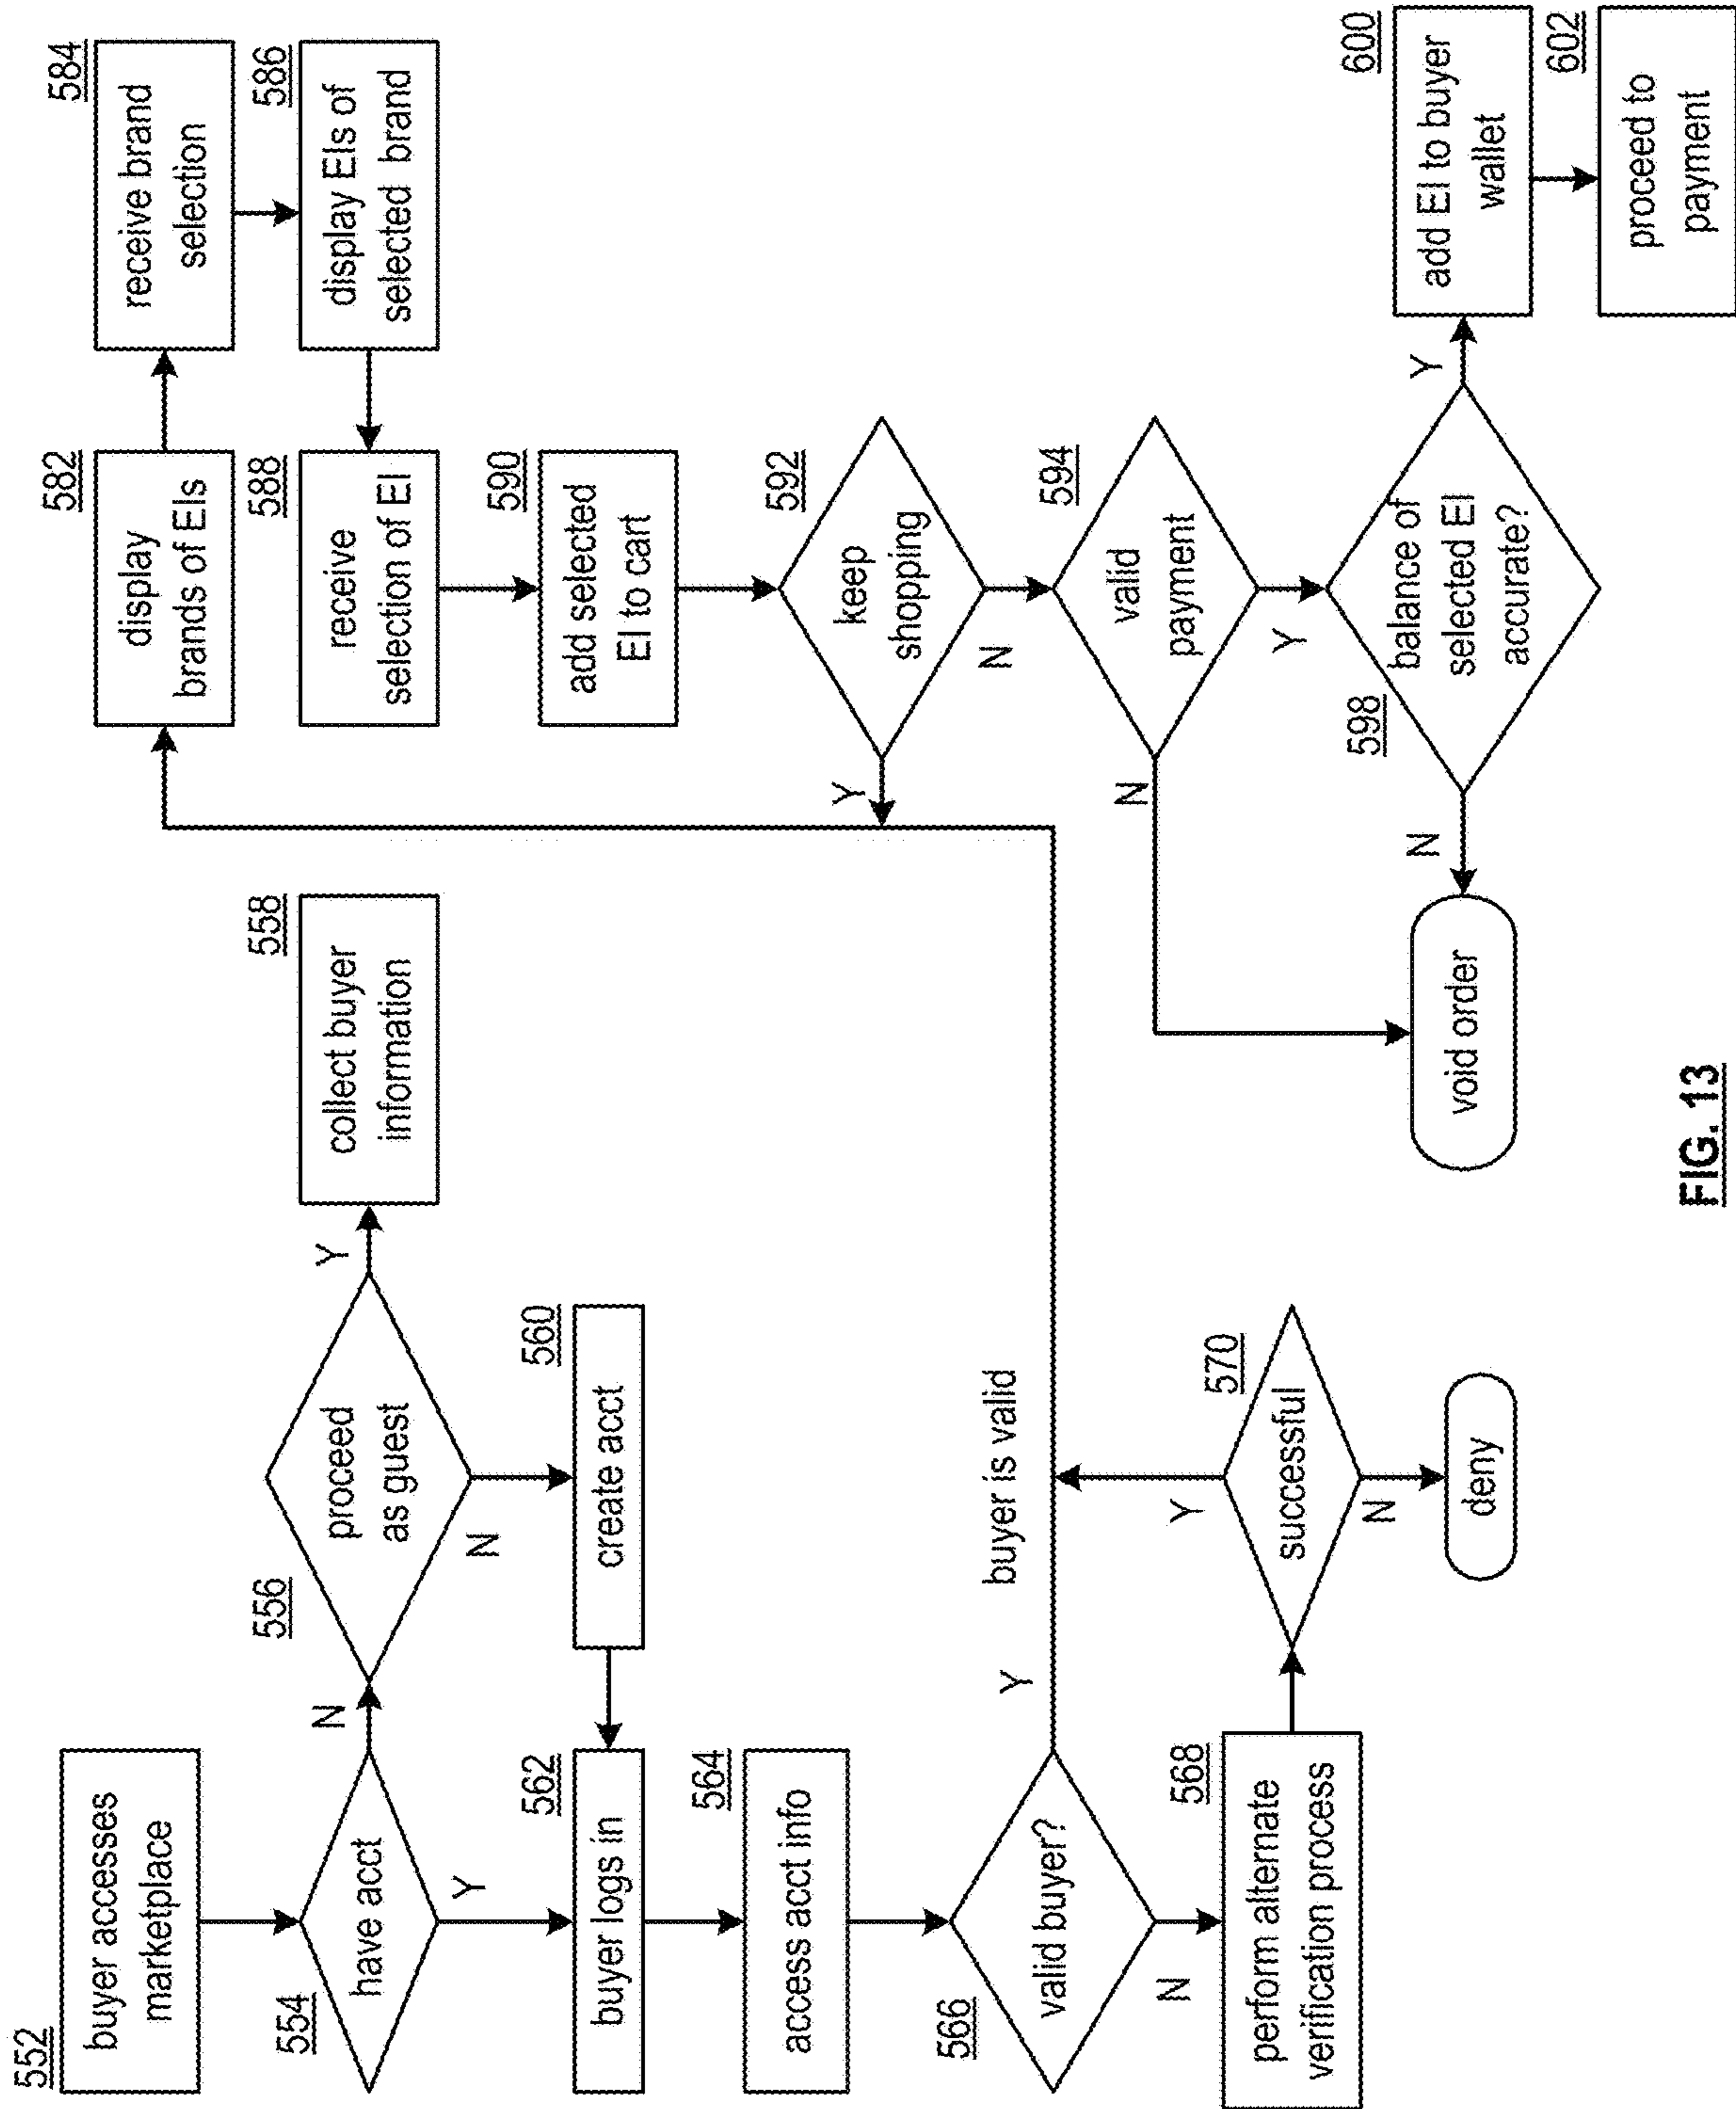 552
buyer accesses
marketplace
554
have acct
N
Y
556
proceed
as guest
Y
N
558
collect buyer
information
560
create acct
562
buyer logs in
564
access acct info
566
valid buyer?
Y
N
buyer is valid
568
perform alternate
verification process
570
successful
Y
N
deny
582
display
brands of EIs
584
receive brand
selection
586
display EIs of
selected brand
588
receive
selection of EI
590
add selected
EI to cart
592
keep
shopping
Y
N
594
valid
payment
N
Y
598
balance of
selected EI
accurate?
N
Y
void order
600
add EI to buyer
wallet
602
proceed to
payment
FIG. 13